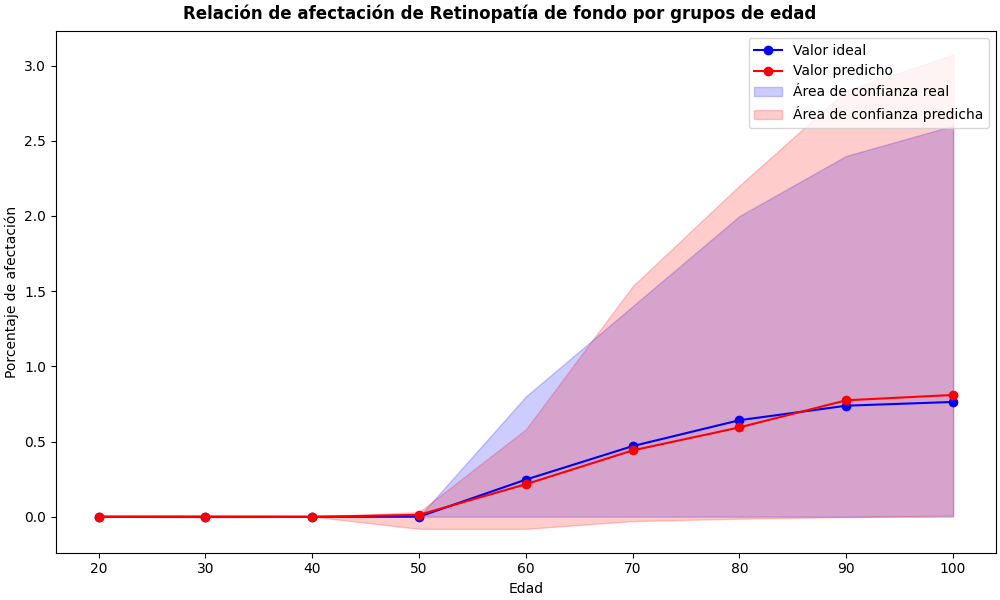 Relación de afectación de Retinopatía de fondo por grupos de edad
Valor ideal
Valor predicho
Área de confianza real
Área de confianza predicha
Porcentaje de afectación
3.0
2.5
2.0
1.5
1.0
0.5
0.0
20 30 40 50 60 70 80 90 100
Edad